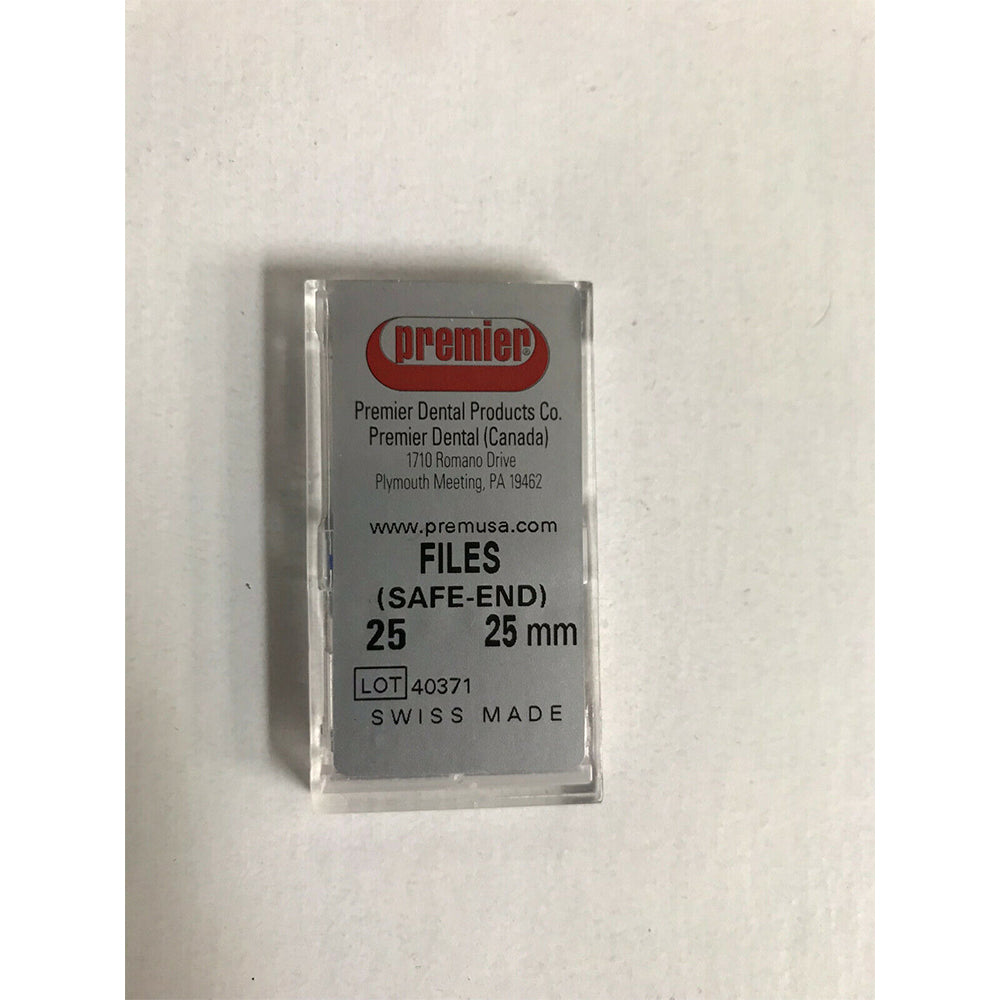 premier®
Premier Dental Products Co.
Premier Dental (Canada)
1710 Romano Drive
Plymouth Meeting, PA 19462
www.premusa.com
FILES
(SAFE-END)
25 25 mm
LOT 40371
SWISS MADE